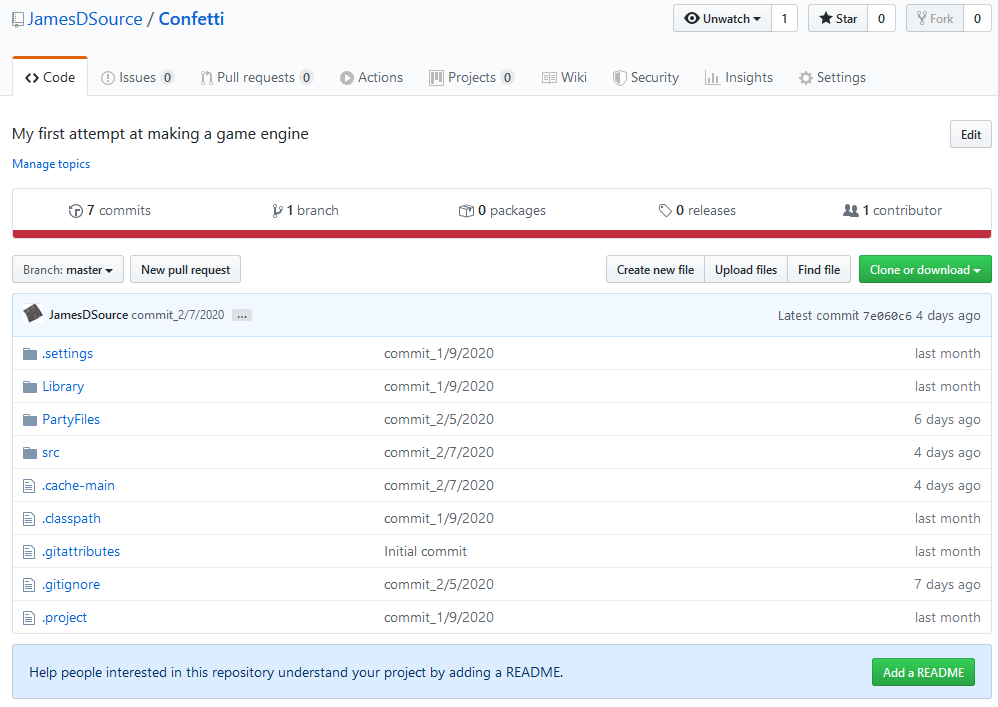 JamesDSource / Confetti Unwatch 1 Star 0 Fork 0
Code Issues 0 Pull requests 0 Actions Projects 0 Wiki Security Insights Settings
My first attempt at making a game engine Edit
Manage topics
7 commits 1 branch 0 packages 0 releases 1 contributor
Branch: master New pull request Create new file Upload files Find file Clone or download
JamesDSource commit_2/7/2020 ... Latest commit 7e060c6 4 days ago
.settings commit_1/9/2020 last month
Library commit_1/9/2020 last month
PartyFiles commit_2/5/2020 6 days ago
src commit_2/7/2020 4 days ago
.cache-main commit_2/7/2020 4 days ago
.classpath commit_1/9/2020 last month
.gitattributes Initial commit last month
.gitignore commit_2/5/2020 7 days ago
.project commit_1/9/2020 last month
Help people interested in this repository understand your project by adding a README. Add a README